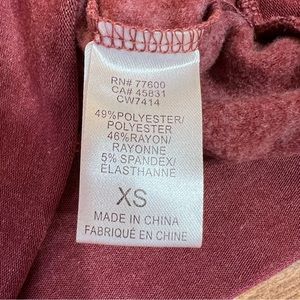 RN# 77600
CA# 45831
CW7414
49%POLYESTER/
POLYESTER
46%RAYON/
RAYONNE
5% SPANDEX/
ELASTHANNE
XS
MADE IN CHINA
FABRIQUÉ EN CHINE